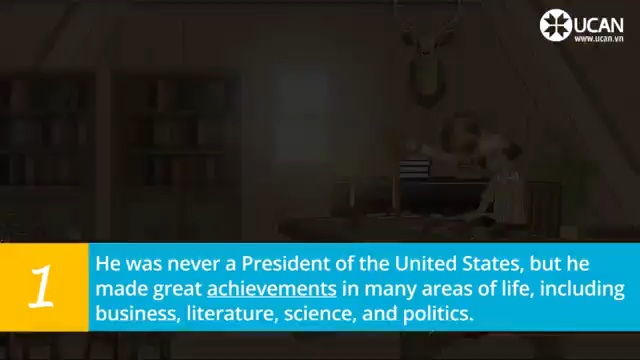 UCAN
www.ucan.vn
1
He was never a President of the United States, but he
made great achievements in many areas of life, including
business, literature, science, and politics.